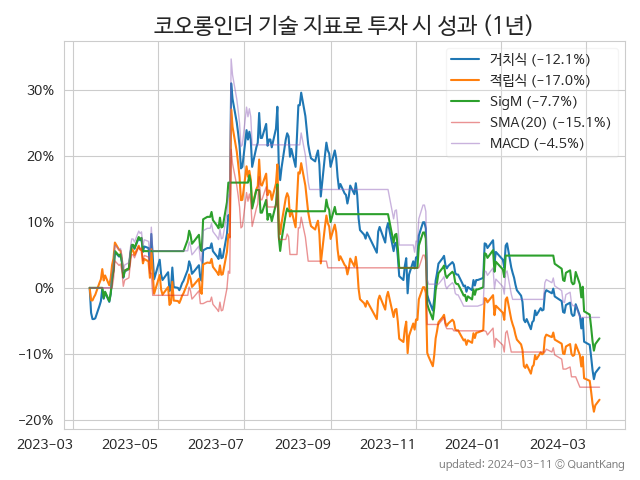 코오롱인더 기술 지표로 투자 시 성과 (1년)
거치식 (−12.1%)
적립식 (−17.0%)
SigM (−7.7%)
SMA(20) (−15.1%)
MACD (−4.5%)
30%
20%
10%
0%
−10%
−20%
2023-03 2023-05 2023-07 2023-09 2023-11 2024-01 2024-03
updated: 2024-03-11 © QuantKang